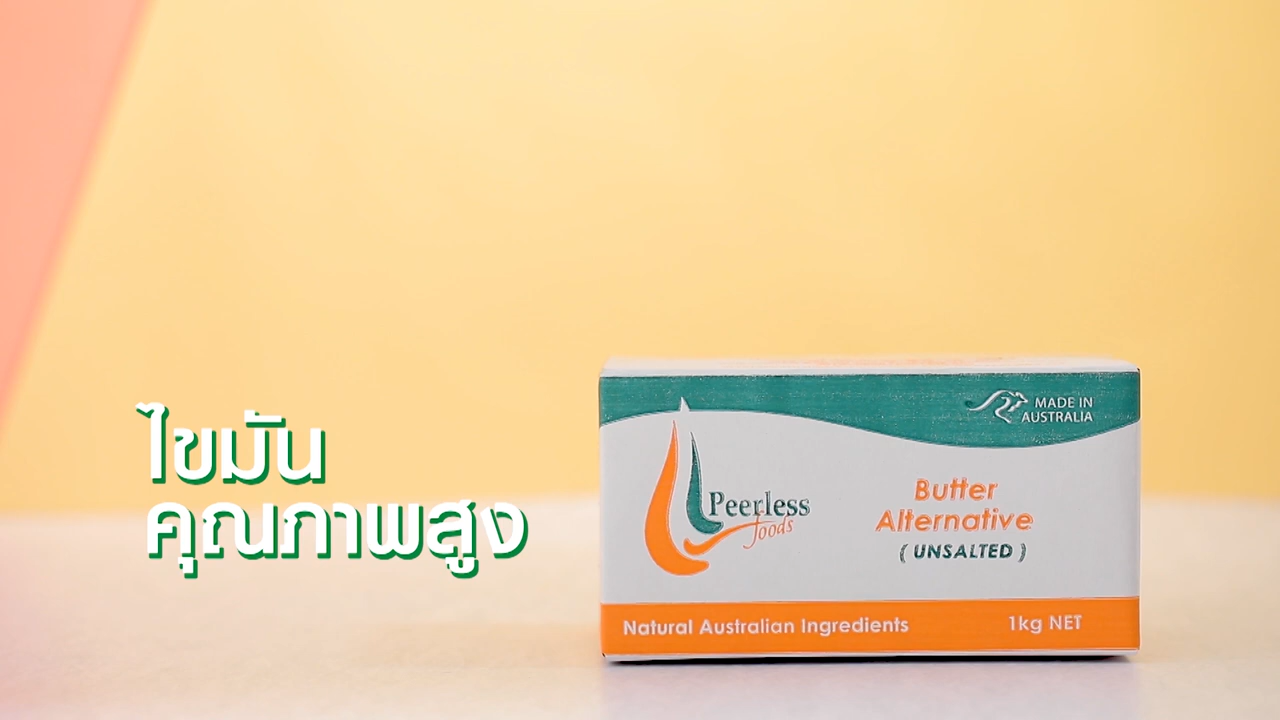 ไขมัน
คุณภาพสูง
MADE IN
AUSTRALIA
Peerless
foods
Butter
Alternative
( UNSALTED )
Natural Australian Ingredients
1kg NET